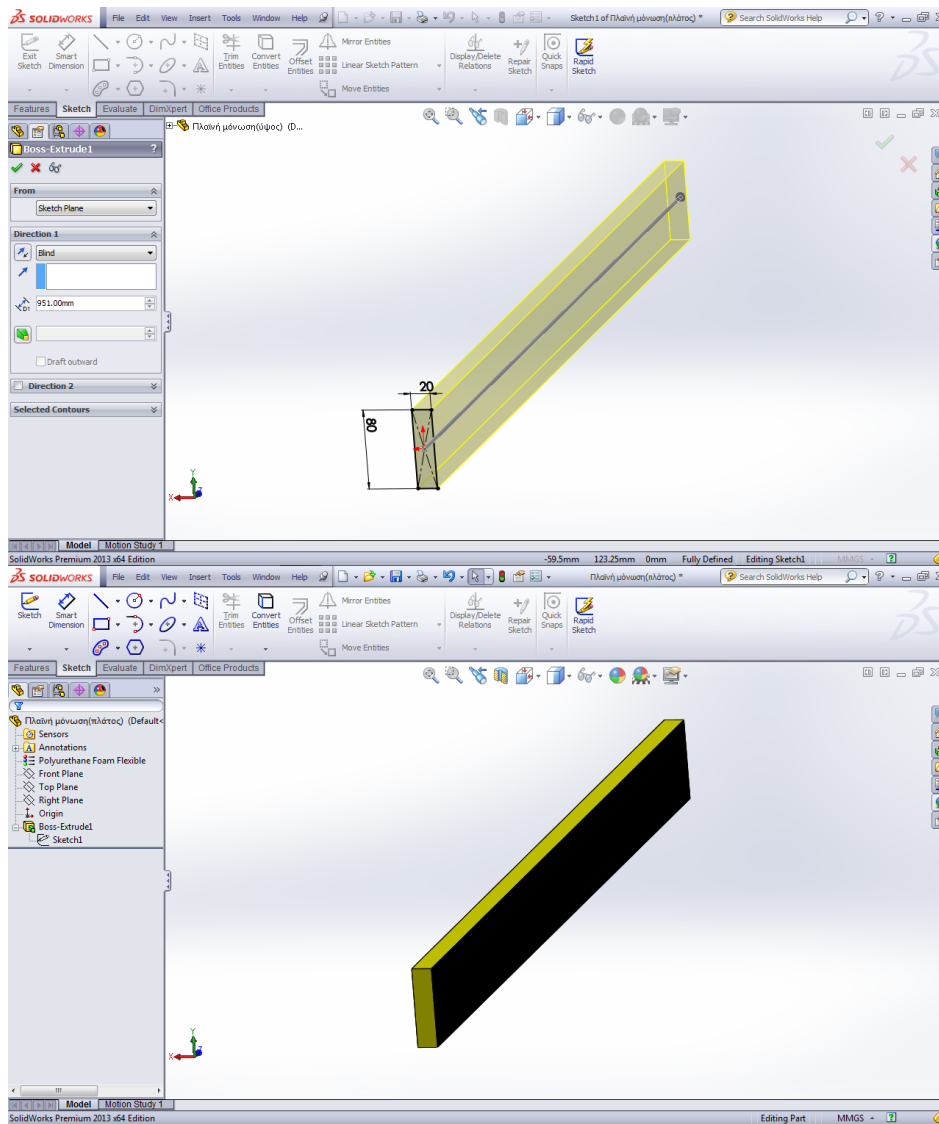 SOLIDWORKS File Edit View Insert Tools Window Help Sketch1 of Πλαϊνή μόνωση(πλάτος) * Search SolidWorks Help
Exit Sketch Smart Dimension Trim Entities Convert Entities Offset Entities Mirror Entities Linear Sketch Pattern Move Entities Display/Delete Relations Repair Sketch Quick Snaps Rapid Sketch
Features Sketch Evaluate DimXpert Office Products
Πλαϊνή μόνωση(ύψος) (D...
Boss-Extrude1 ?
From
Sketch Plane
Direction 1
Blind
D1 951.00mm
Draft outward
Direction 2
Selected Contours
20
80
Y
X
Z
Model Motion Study 1
SolidWorks Premium 2013 x64 Edition -59.5mm 123.25mm 0mm Fully Defined Editing Sketch1 MMGS
SOLIDWORKS File Edit View Insert Tools Window Help Πλαϊνή μόνωση(πλάτος) * Search SolidWorks Help
Sketch Smart Dimension Trim Entities Convert Entities Offset Entities Mirror Entities Linear Sketch Pattern Move Entities Display/Delete Relations Repair Sketch Quick Snaps Rapid Sketch
Features Sketch Evaluate DimXpert Office Products
Πλαϊνή μόνωση(πλάτος) (Default<
Sensors
Annotations
Polyurethane Foam Flexible
Front Plane
Top Plane
Right Plane
Origin
Boss-Extrude1
Sketch1
Y
X
Z
Model Motion Study 1
SolidWorks Premium 2013 x64 Edition Editing Part MMGS